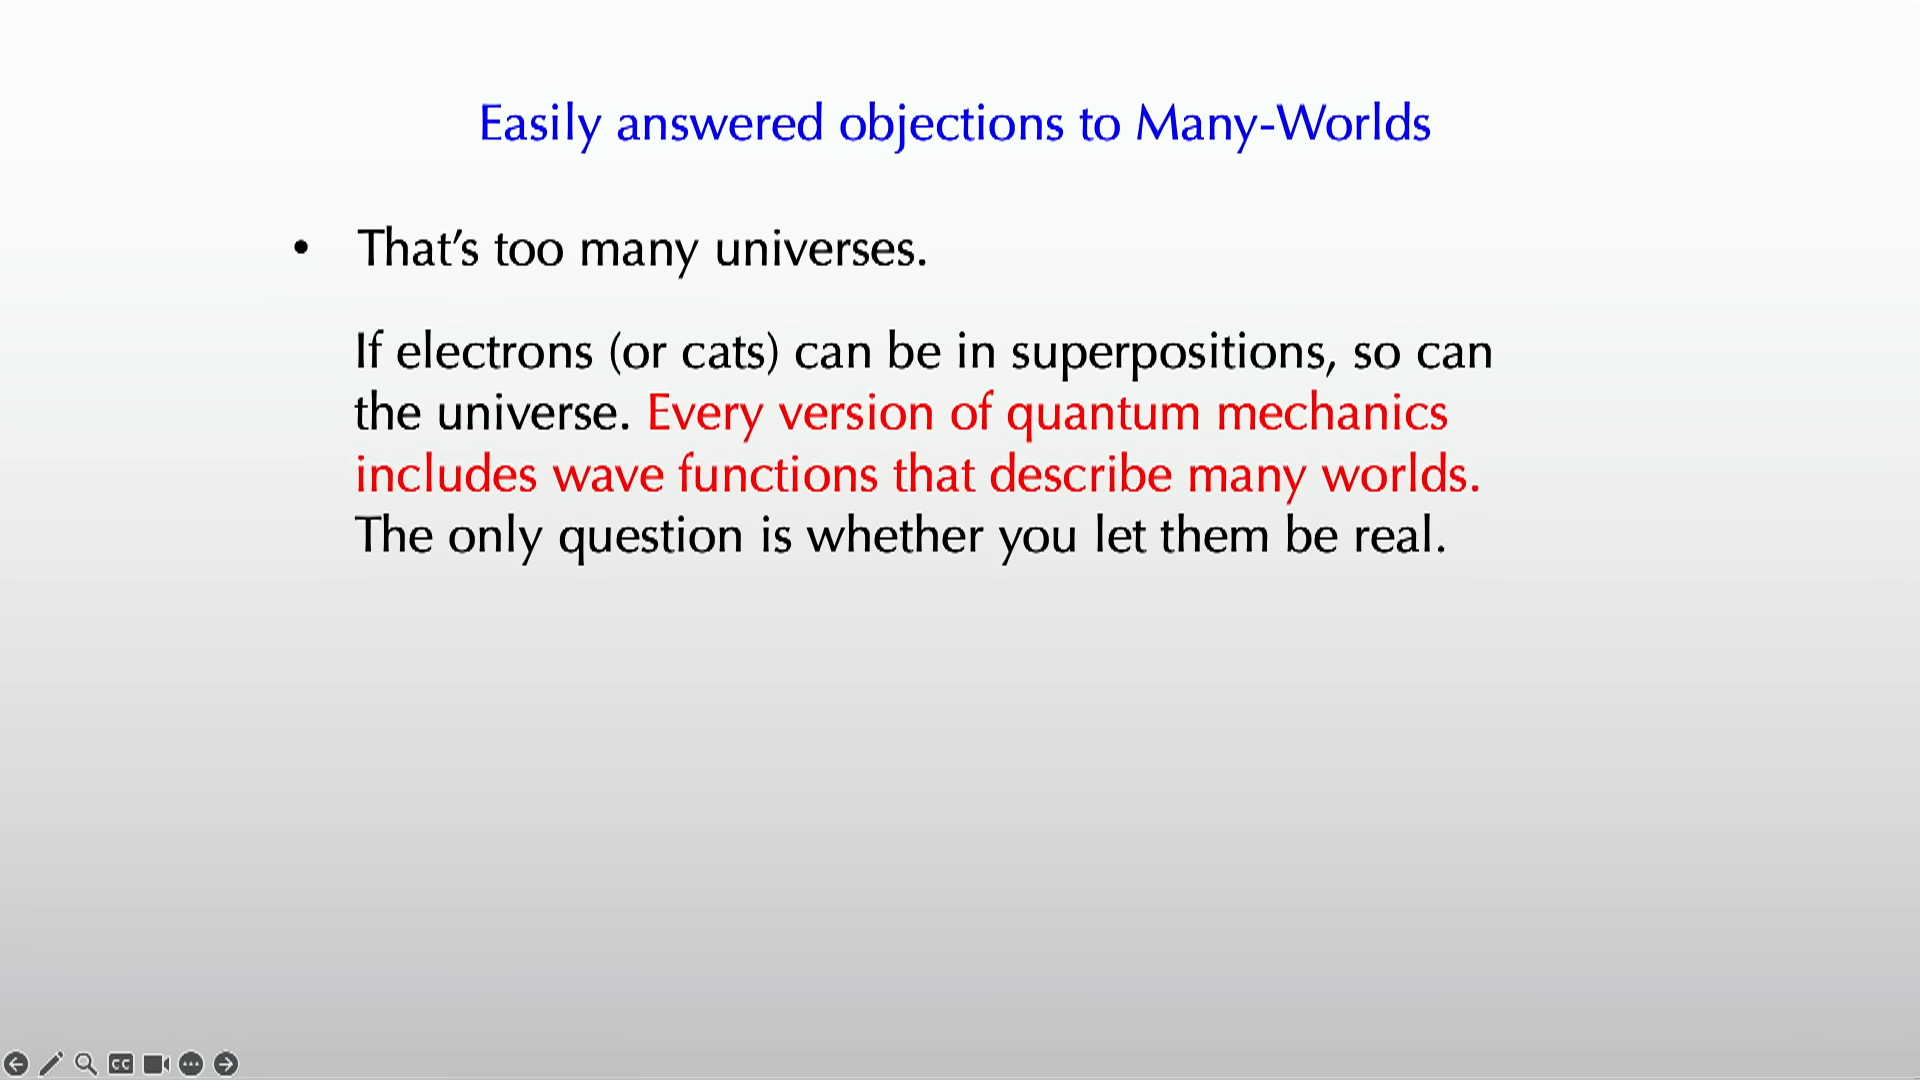 Easily answered objections to Many-Worlds
• That's too many universes.
If electrons (or cats) can be in superpositions, so can
the universe. Every version of quantum mechanics
includes wave functions that describe many worlds.
The only question is whether you let them be real.
CC